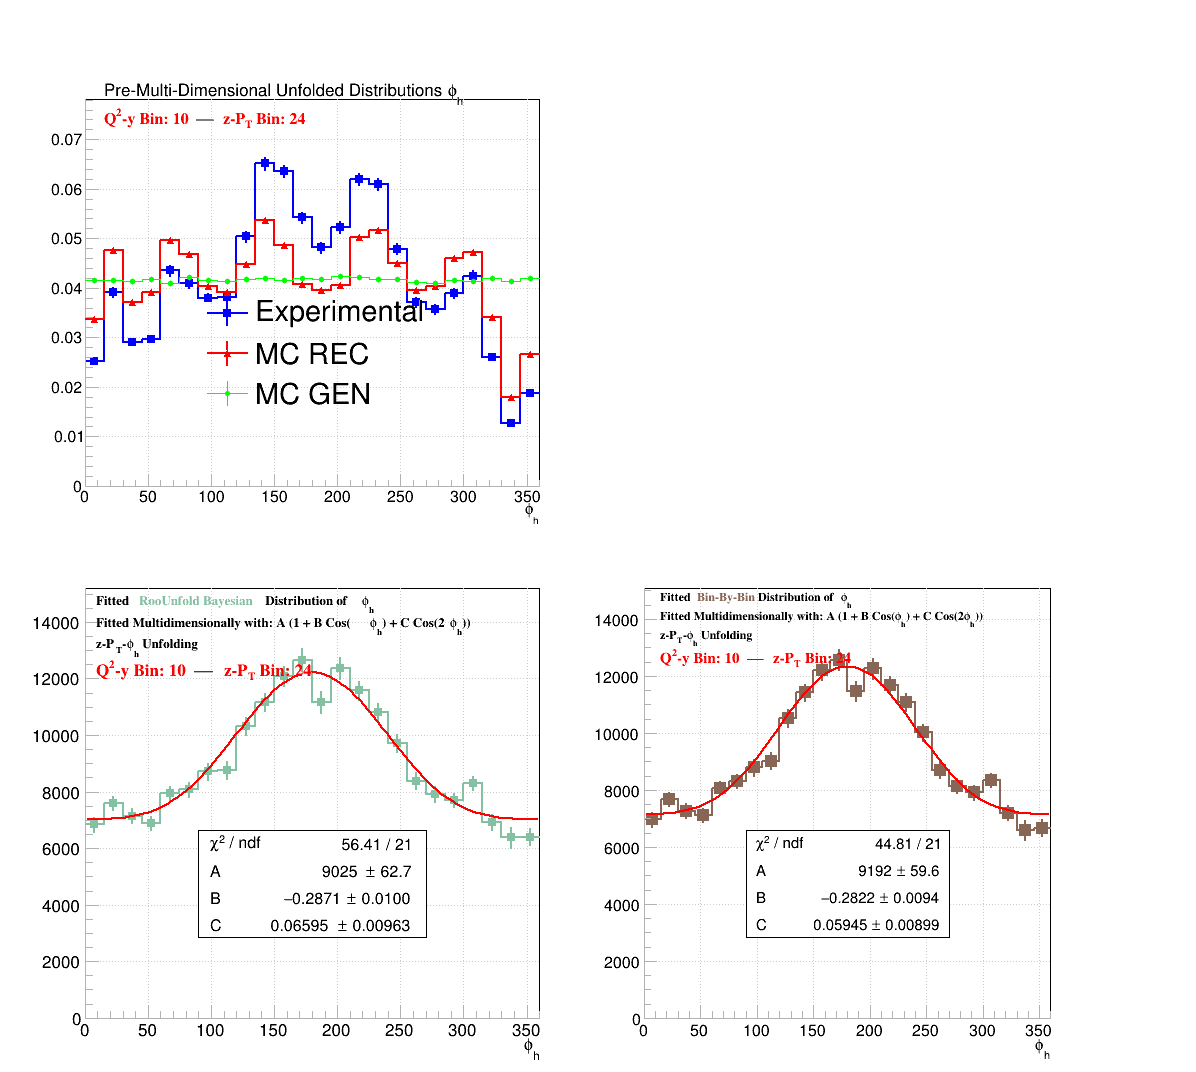 Pre-Multi-Dimensional Unfolded Distributions ϕh
Q²-y Bin: 10 — z-PT Bin: 24
0.07
0.06
0.05
0.04
0.03
0.02
0.01
0
Experimental
MC REC
MC GEN
0 50 100 150 200 250 300 350
ϕh
Fitted RooUnfold Bayesian Distribution of ϕh
Fitted Multidimensionally with: A (1 + B Cos( ϕh) + C Cos(2 ϕh))
z-PT-ϕh Unfolding
Q²-y Bin: 10 — z-PT Bin: 24
14000
12000
10000
8000
6000
4000
2000
0
χ² / ndf 56.41 / 21
A 9025 ± 62.7
B −0.2871 ± 0.0100
C 0.06595 ± 0.00963
0 50 100 150 200 250 300 350
ϕh
Fitted Bin-By-Bin Distribution of ϕh
Fitted Multidimensionally with: A (1 + B Cos(ϕh) + C Cos(2ϕh))
z-PT-ϕh Unfolding
Q²-y Bin: 10 — z-PT Bin: 24
14000
12000
10000
8000
6000
4000
2000
0
χ² / ndf 44.81 / 21
A 9192 ± 59.6
B −0.2822 ± 0.0094
C 0.05945 ± 0.00899
0 50 100 150 200 250 300 350
ϕh